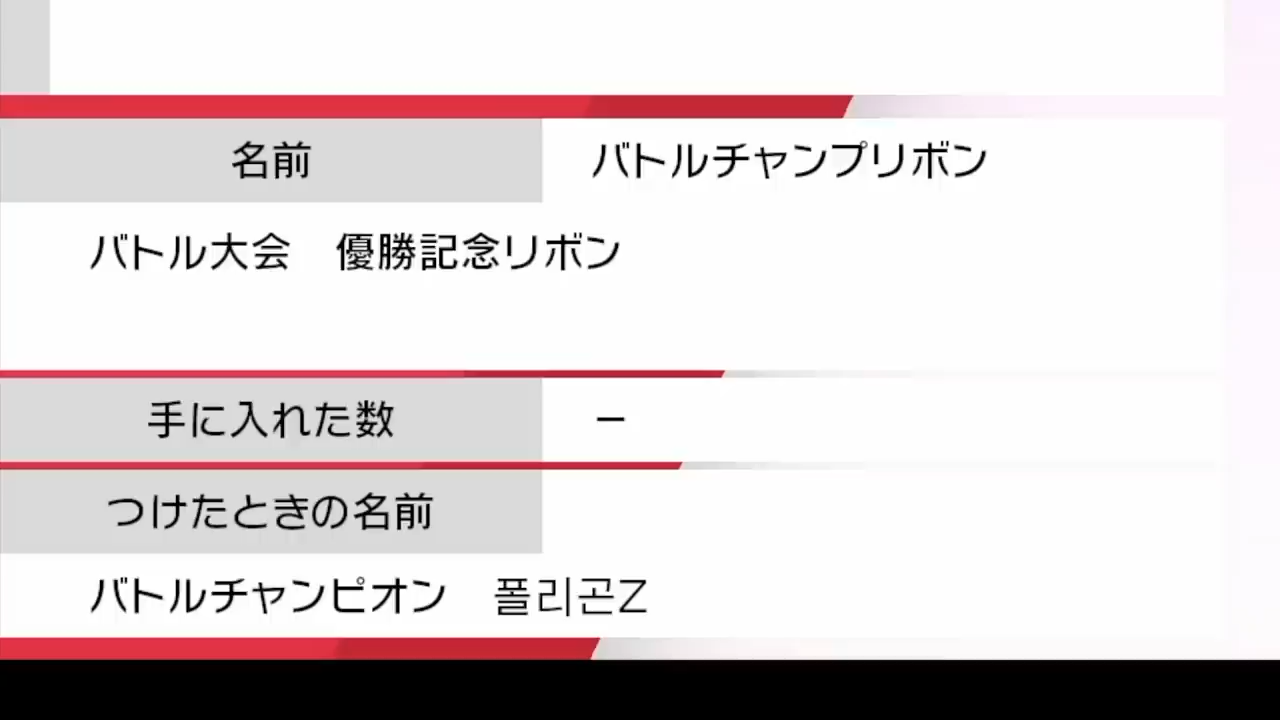 名前
バトルチャンプリボン
バトル大会　優勝記念リボン
手に入れた数
ー
つけたときの名前
バトルチャンピオン　폴리곤Z